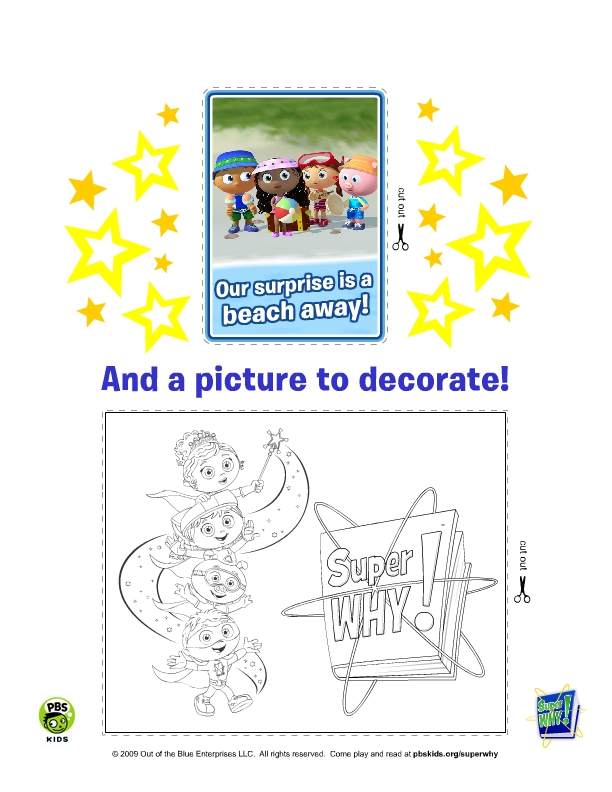 Our surprise is a
beach away!
cut out
And a picture to decorate!
Super
WHY!
cut out
PBS
KIDS
Super
WHY!
© 2009 Out of the Blue Enterprises LLC. All rights reserved. Come play and read at pbskids.org/superwhy